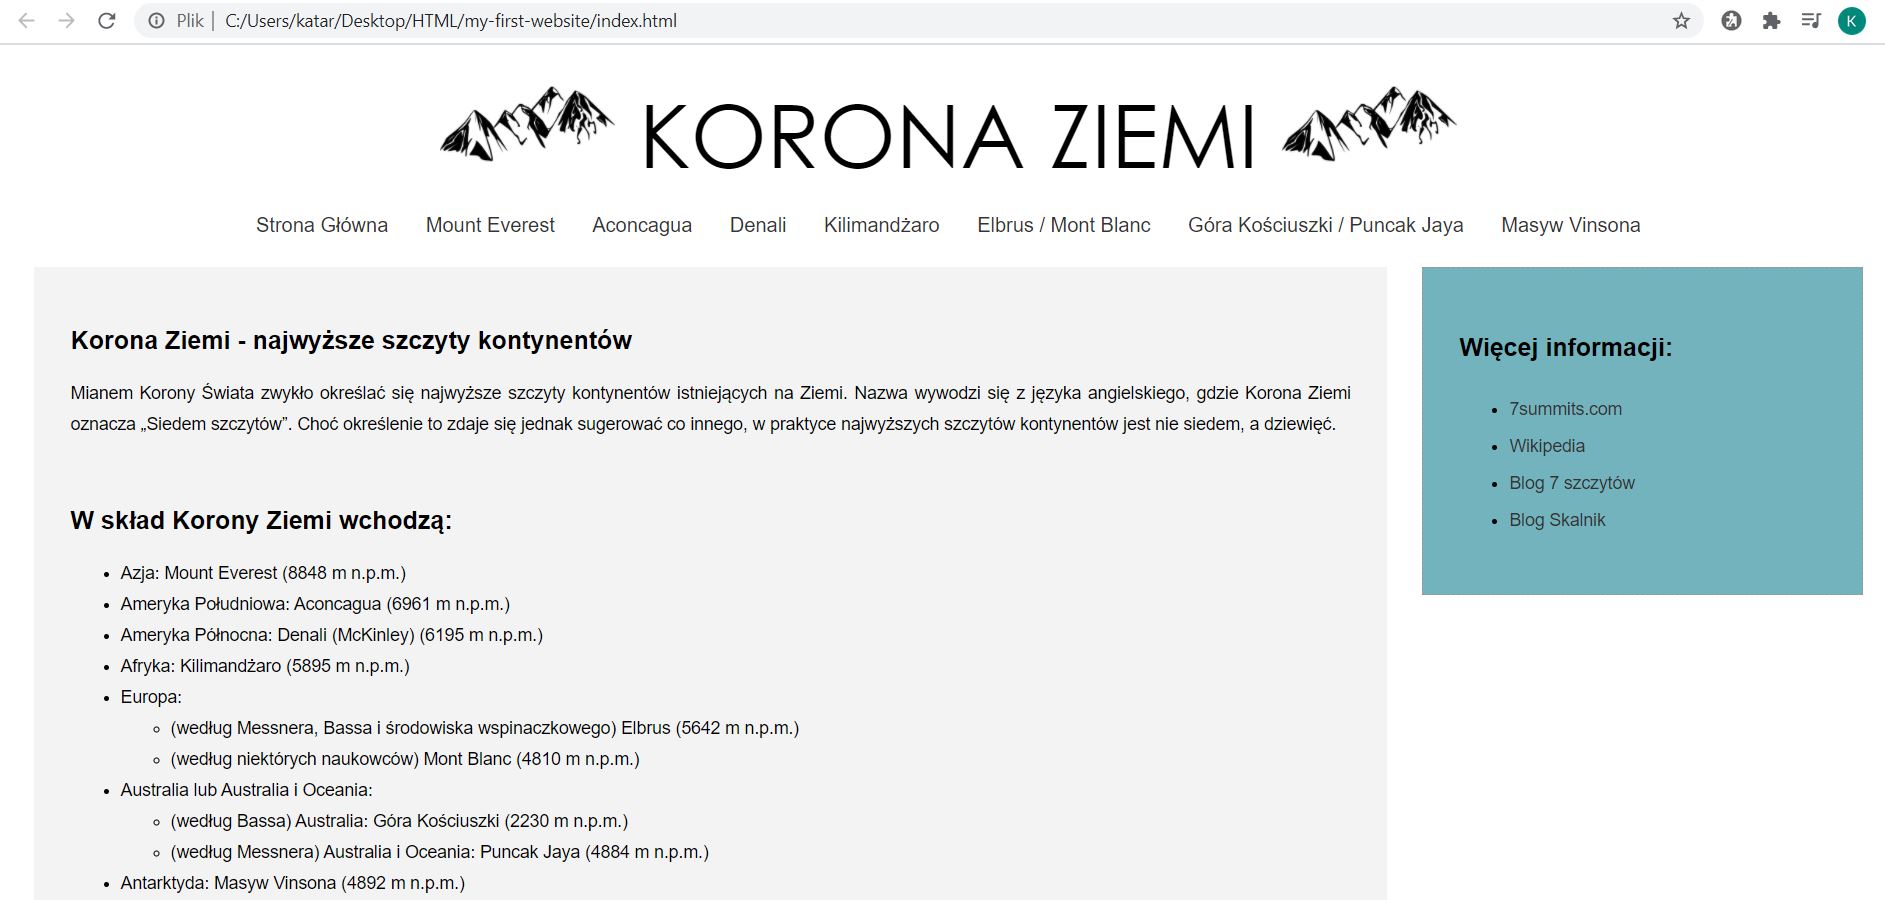 Plik | C:/Users/katar/Desktop/HTML/my-first-website/index.html
K
KORONA ZIEMI
Strona Główna Mount Everest Aconcagua Denali Kilimandżaro Elbrus / Mont Blanc Góra Kościuszki / Puncak Jaya Masyw Vinsona
Korona Ziemi - najwyższe szczyty kontynentów
Mianem Korony Świata zwykło określać się najwyższe szczyty kontynentów istniejących na Ziemi. Nazwa wywodzi się z języka angielskiego, gdzie Korona Ziemi
oznacza „Siedem szczytów”. Choć określenie to zdaje się jednak sugerować co innego, w praktyce najwyższych szczytów kontynentów jest nie siedem, a dziewięć.
W skład Korony Ziemi wchodzą:
Azja: Mount Everest (8848 m n.p.m.)
Ameryka Południowa: Aconcagua (6961 m n.p.m.)
Ameryka Północna: Denali (McKinley) (6195 m n.p.m.)
Afryka: Kilimandżaro (5895 m n.p.m.)
Europa:
(według Messnera, Bassa i środowiska wspinaczkowego) Elbrus (5642 m n.p.m.)
(według niektórych naukowców) Mont Blanc (4810 m n.p.m.)
Australia lub Australia i Oceania:
(według Bassa) Australia: Góra Kościuszki (2230 m n.p.m.)
(według Messnera) Australia i Oceania: Puncak Jaya (4884 m n.p.m.)
Antarktyda: Masyw Vinsona (4892 m n.p.m.)
Więcej informacji:
7summits.com
Wikipedia
Blog 7 szczytów
Blog Skalnik